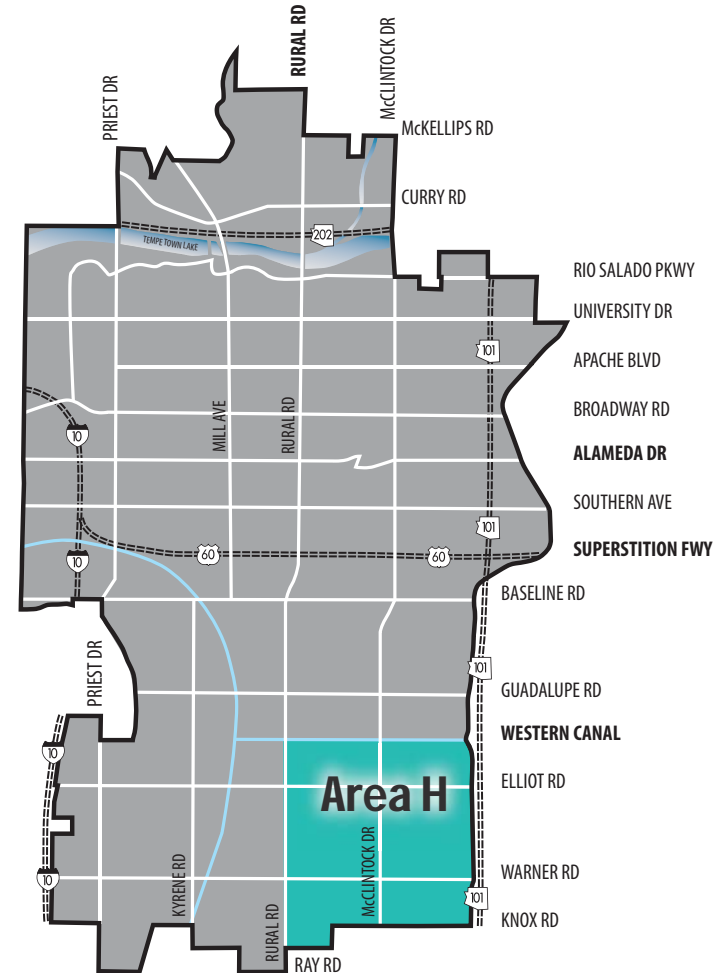 RURAL RD
McCLINTOCK DR
PRIEST DR
McKELLIPS RD
CURRY RD
202
TEMPE TOWN LAKE
RIO SALADO PKWY
UNIVERSITY DR
101
APACHE BLVD
MILL AVE
RURAL RD
BROADWAY RD
10
ALAMEDA DR
SOUTHERN AVE
101
SUPERSTITION FWY
60
60
10
BASELINE RD
PRIEST DR
101
GUADALUPE RD
WESTERN CANAL
10
ELLIOT RD
Area H
McCLINTOCK DR
KYRENE RD
WARNER RD
10
101
RURAL RD
KNOX RD
RAY RD